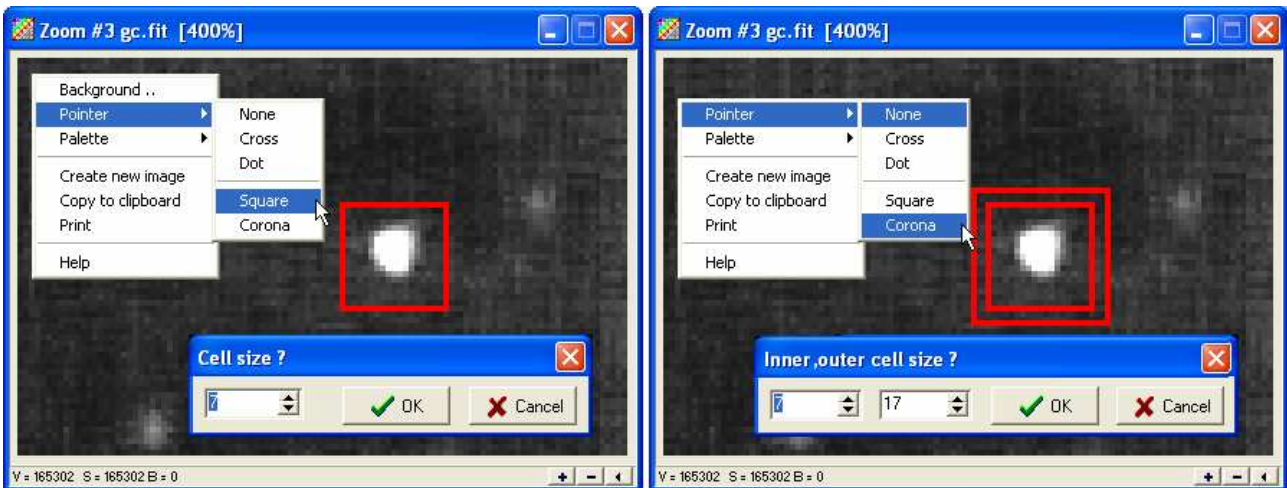 Zoom #3 gc.fit [400%]
Background ..
Pointer
Palette
Create new image
Copy to clipboard
Print
Help
None
Cross
Dot
Square
Corona
Cell size ?
7
OK
Cancel
V = 165302 S = 165302 B = 0
Zoom #3 gc.fit [400%]
Pointer
Palette
Create new image
Copy to clipboard
Print
Help
None
Cross
Dot
Square
Corona
Inner,outer cell size ?
7
17
OK
Cancel
V = 165302 S = 165302 B = 0